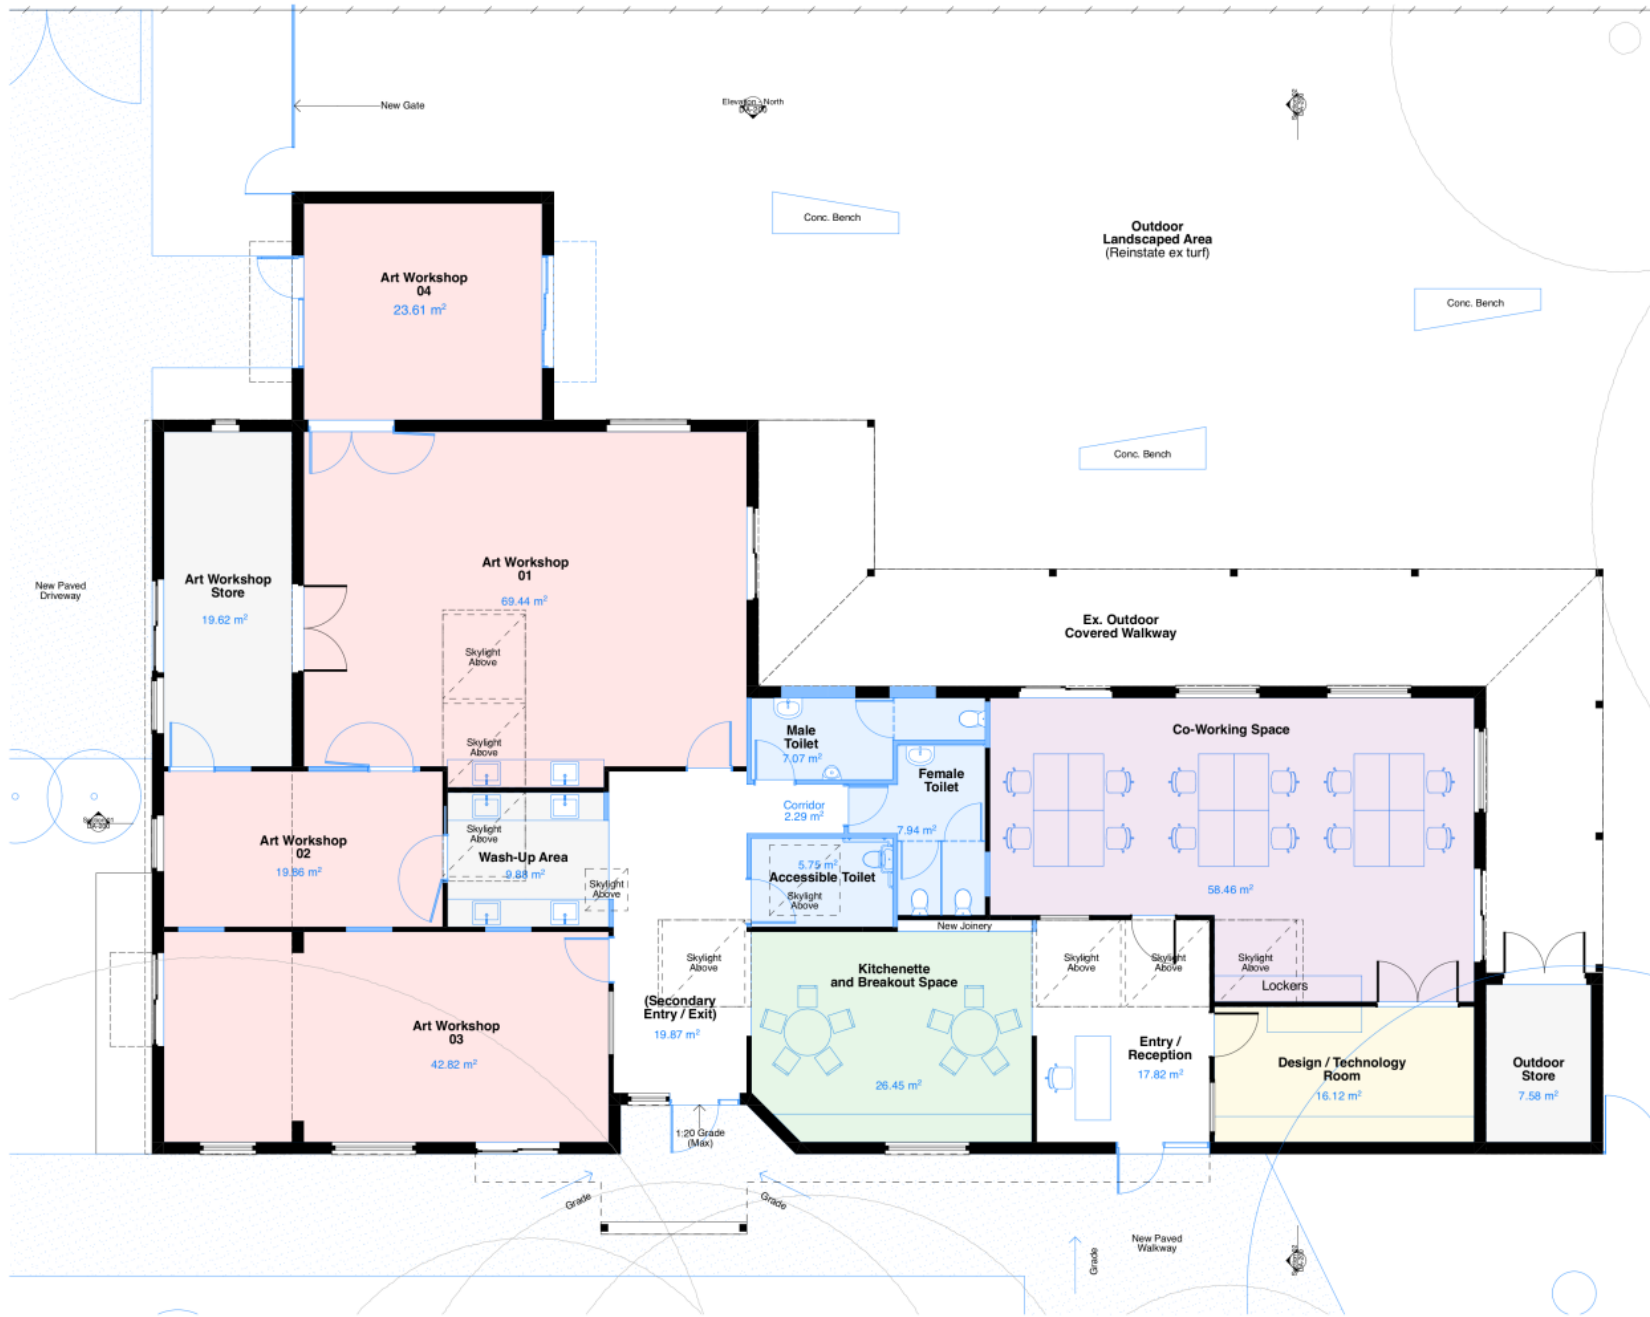 New Gate
Elevation - North
Conc. Bench
Outdoor
Landscaped Area
(Reinstate ex turf)
Art Workshop
04
23.61 m²
Conc. Bench
Conc. Bench
New Paved
Driveway
Art Workshop
Store
19.62 m²
Art Workshop
01
69.44 m²
Skylight
Above
Skylight
Above
Ex. Outdoor
Covered Walkway
Male
Toilet
7.07 m²
Female
Toilet
7.94 m²
Corridor
2.29 m²
Co-Working Space
58.46 m²
Art Workshop
02
19.86 m²
Skylight
Above
Wash-Up Area
9.88 m²
Skylight
Above
5.75 m²
Accessible Toilet
Skylight
Above
New Joinery
Skylight
Above
Skylight
Above
Skylight
Above
Skylight
Above
Lockers
Kitchenette
and Breakout Space
26.45 m²
(Secondary
Entry / Exit)
19.87 m²
Art Workshop
03
42.82 m²
Entry /
Reception
17.82 m²
Design / Technology
Room
16.12 m²
Outdoor
Store
7.58 m²
1:20 Grade
(Max)
Grade
Grade
Grade
New Paved
Walkway